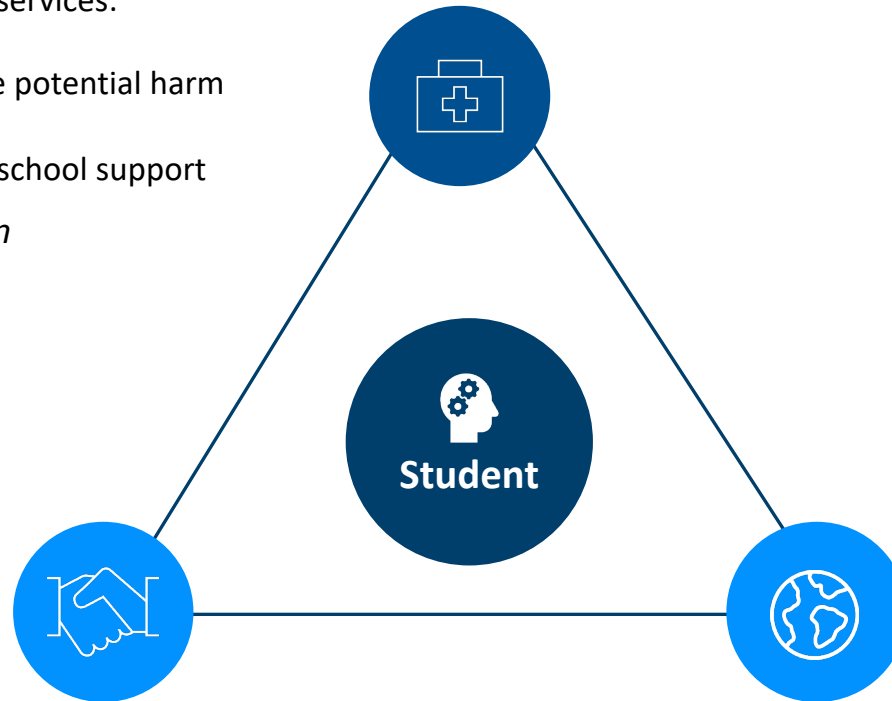 services.
e potential harm
school support
n
Student